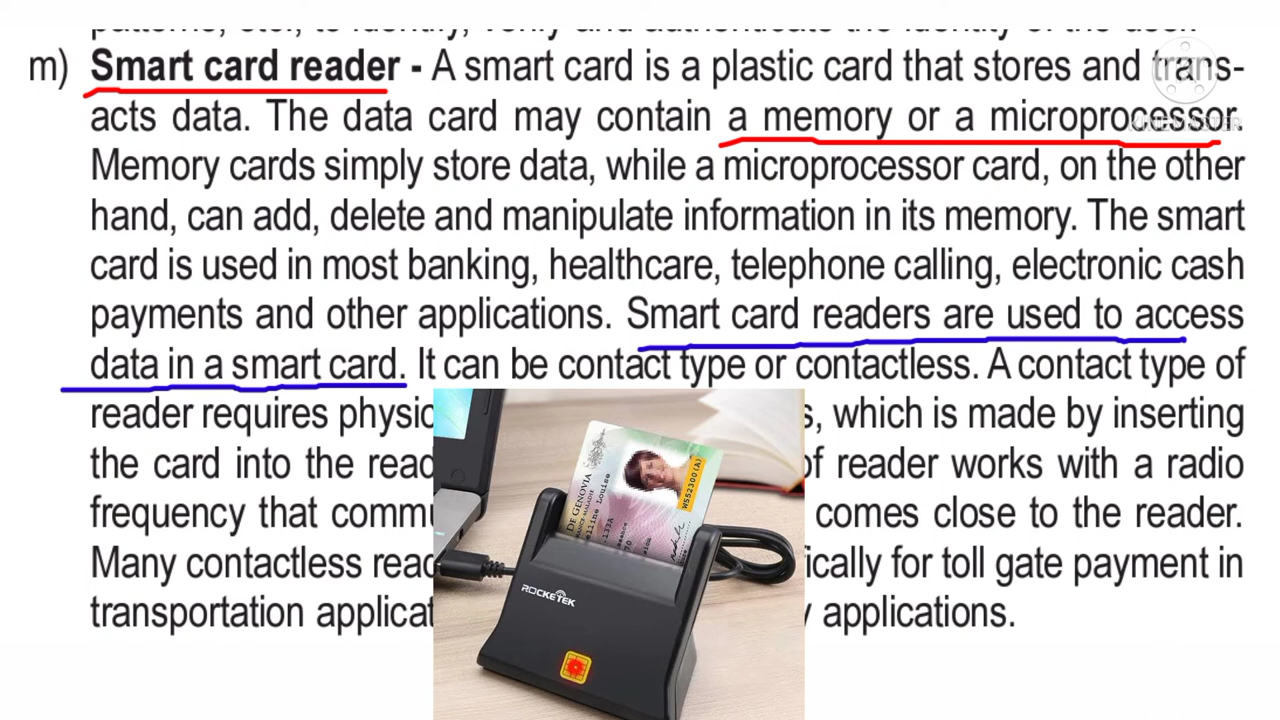 m) Smart card reader - A smart card is a plastic card that stores and trans-
acts data. The data card may contain a memory or a microprocessor.
Memory cards simply store data, while a microprocessor card, on the other
hand, can add, delete and manipulate information in its memory. The smart
card is used in most banking, healthcare, telephone calling, electronic cash
payments and other applications. Smart card readers are used to access
data in a smart card. It can be contact type or contactless. A contact type of
reader requires which is made by inserting
the card into the of reader works with a radio
frequency that comes close to the reader.
Many contactless for toll gate payment in
transportation applications.
KINEMASTER
DE GENOVIA
W552300(A)
ROCKETEK